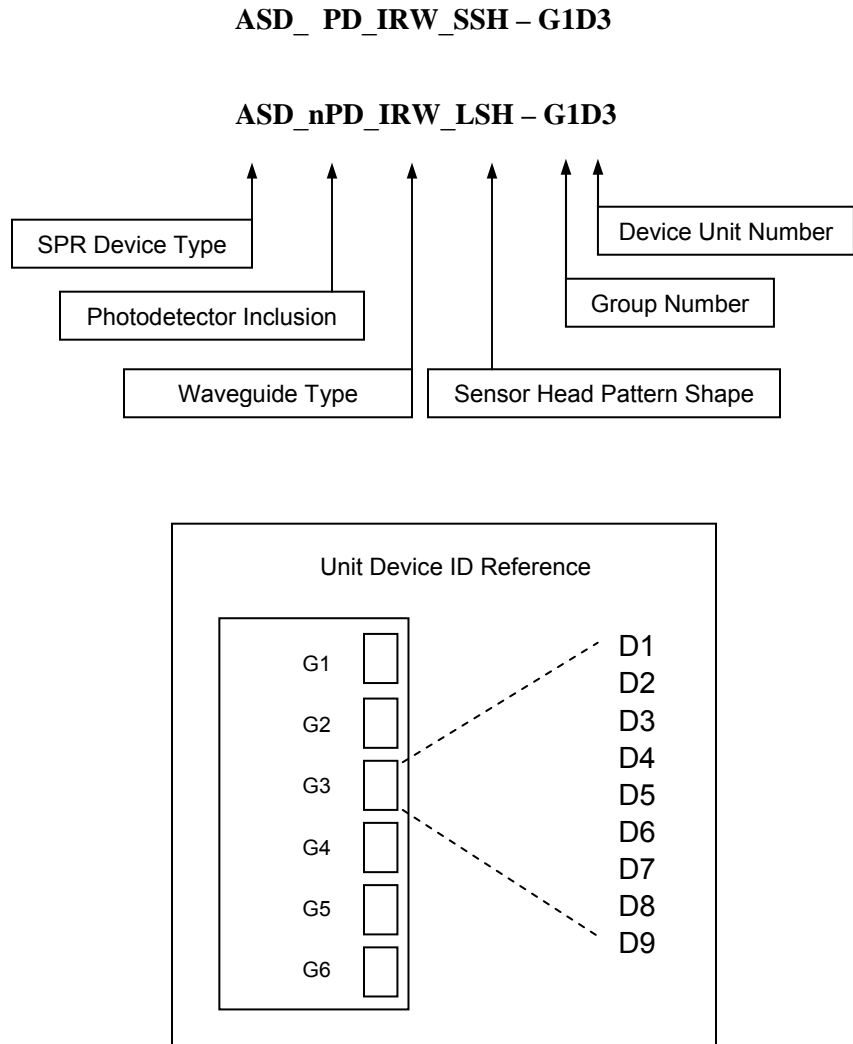 ASD_ PD_IRW_SSH – G1D3
ASD_nPD_IRW_LSH – G1D3
SPR Device Type
Device Unit Number
Photodetector Inclusion
Group Number
Waveguide Type
Sensor Head Pattern Shape
Unit Device ID Reference
G1
G2
G3
G4
G5
G6
D1
D2
D3
D4
D5
D6
D7
D8
D9